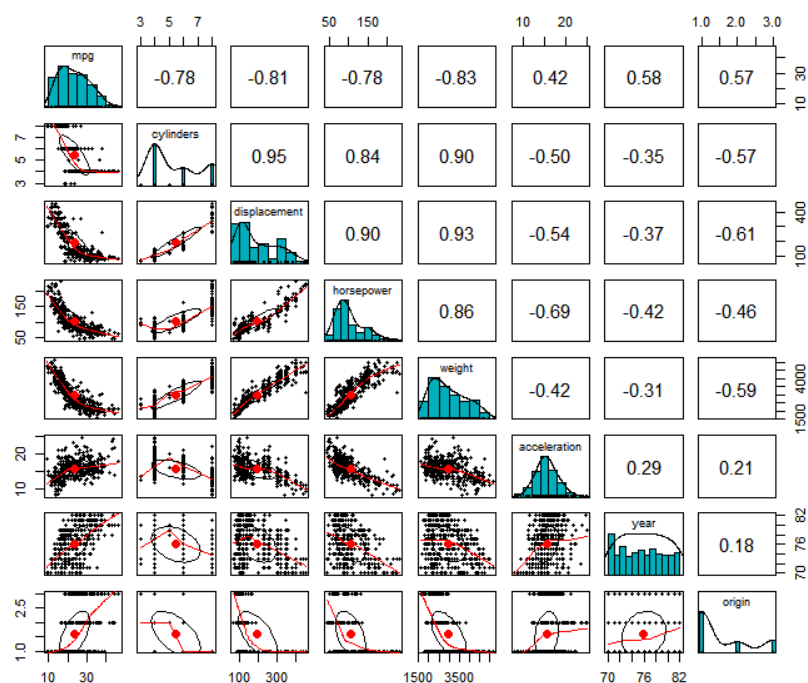 3 5 7 50 150 10 20 1.0 2.0 3.0
mpg -0.78 -0.81 -0.78 -0.83 0.42 0.58 0.57 10 30
3 5 7 cylinders 0.95 0.84 0.90 -0.50 -0.35 -0.57
displacement 0.90 0.93 -0.54 -0.37 -0.61 100 400
50 150 horsepower 0.86 -0.69 -0.42 -0.46
weight -0.42 -0.31 -0.59 1500 4000
10 20 acceleration 0.29 0.21
year 0.18 70 76 82
1.0 2.5 origin
10 30 100 300 1500 3500 70 76 82